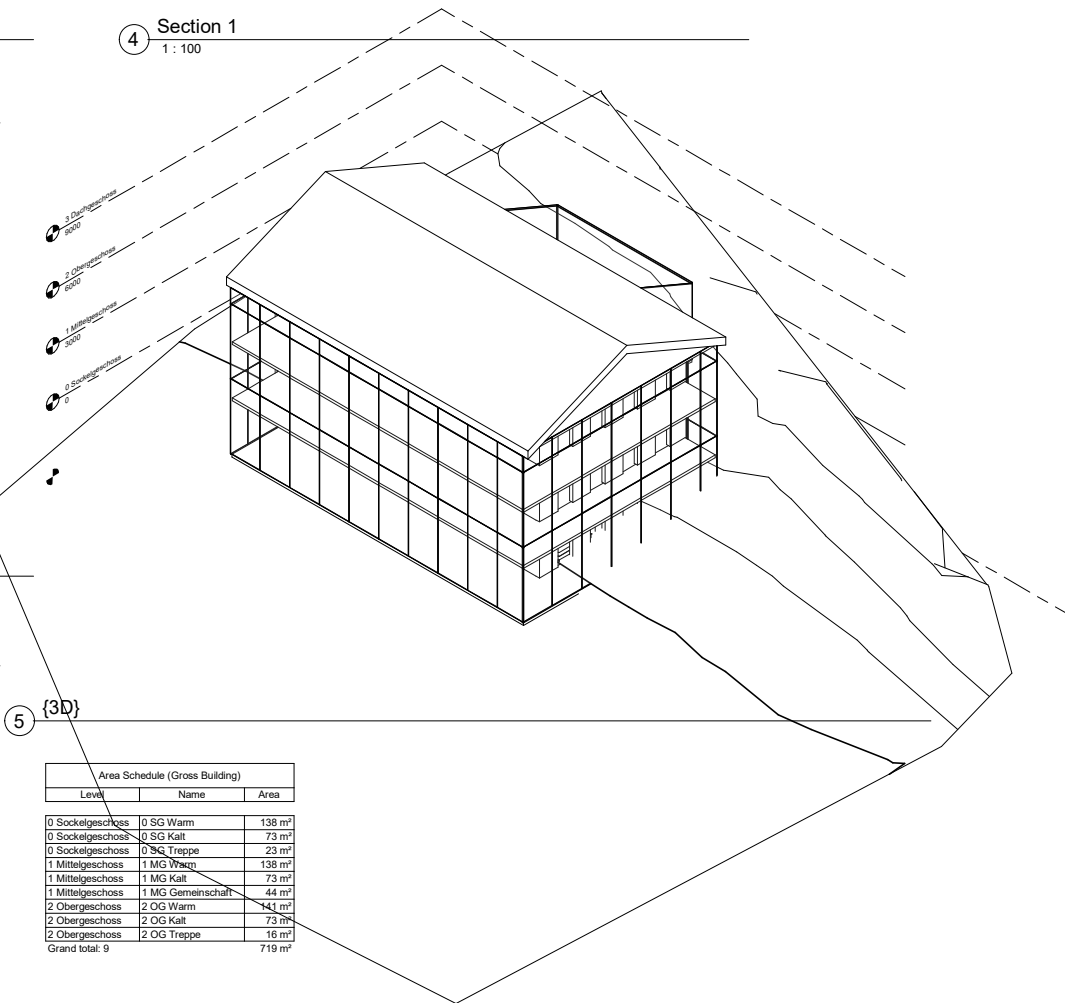 4 Section 1
1 : 100
3 Dachgeschoss
9000
2 Obergeschoss
6000
1 Mittelgeschoss
3000
0 Sockelgeschoss
0
5 {3D}
Area Schedule (Gross Building)
Level Name Area
0 Sockelgeschoss 0 SG Warm 138 m²
0 Sockelgeschoss 0 SG Kalt 73 m²
0 Sockelgeschoss 0 SG Treppe 23 m²
1 Mittelgeschoss 1 MG Warm 138 m²
1 Mittelgeschoss 1 MG Kalt 73 m²
1 Mittelgeschoss 1 MG Gemeinschaft 44 m²
2 Obergeschoss 2 OG Warm 141 m²
2 Obergeschoss 2 OG Kalt 73 m²
2 Obergeschoss 2 OG Treppe 16 m²
Grand total: 9 719 m²